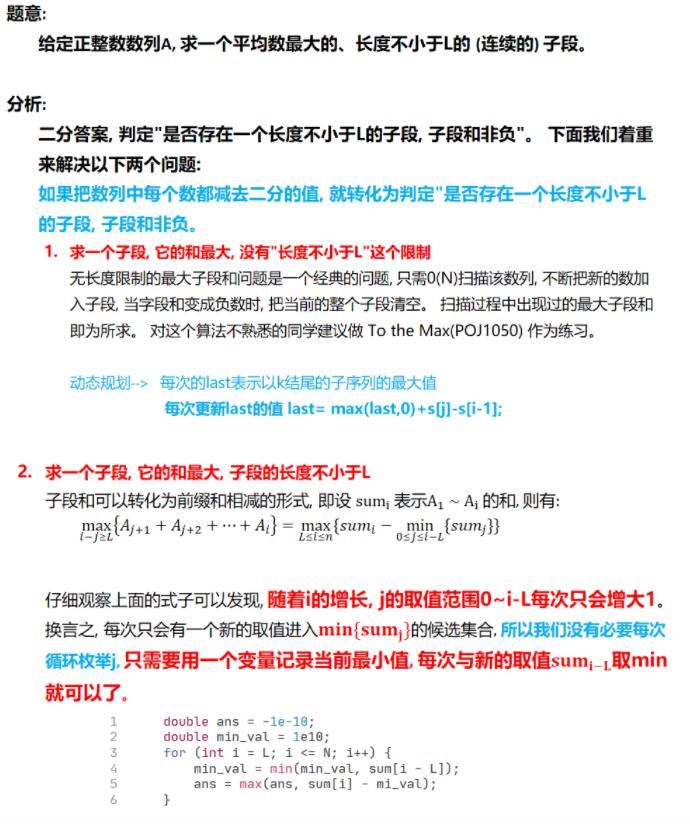 题意:
给定正整数数列A, 求一个平均数最大的、长度不小于L的 (连续的) 子段。
分析:
二分答案, 判定"是否存在一个长度不小于L的子段, 子段和非负"。 下面我们着重
来解决以下两个问题:
如果把数列中每个数都减去二分的值, 就转化为判定"是否存在一个长度不小于L
的子段, 子段和非负。
1. 求一个子段, 它的和最大, 没有"长度不小于L"这个限制
无长度限制的最大子段和问题是一个经典的问题, 只需0(N)扫描该数列, 不断把新的数加
入子段, 当字段和变成负数时, 把当前的整个子段清空。 扫描过程中出现过的最大子段和
即为所求。 对这个算法不熟悉的同学建议做 To the Max(POJ1050) 作为练习。
动态规划--> 每次的last表示以k结尾的子序列的最大值
每次更新last的值 last= max(last,0)+s[j]-s[i-1];
2. 求一个子段, 它的和最大, 子段的长度不小于L
子段和可以转化为前缀和相减的形式, 即设 sumᵢ 表示A₁ ~ Aᵢ 的和, 则有:
max_{i−j≥L}{A_{j+1} + A_{j+2} + ⋯ + A_i} = max_{L≤i≤n}{sum_i − min_{0≤j≤i−L}{sum_j}}
仔细观察上面的式子可以发现, 随着i的增长, j的取值范围0~i-L每次只会增大1。
换言之, 每次只会有一个新的取值进入min{sum_j}的候选集合, 所以我们没有必要每次
循环枚举j, 只需要用一个变量记录当前最小值, 每次与新的取值sum_{i−L}取min
就可以了。
1 double ans = -1e-10;
2 double min_val = 1e10;
3 for (int i = L; i <= N; i++) {
4 min_val = min(min_val, sum[i - L]);
5 ans = max(ans, sum[i] - mi_val);
6 }